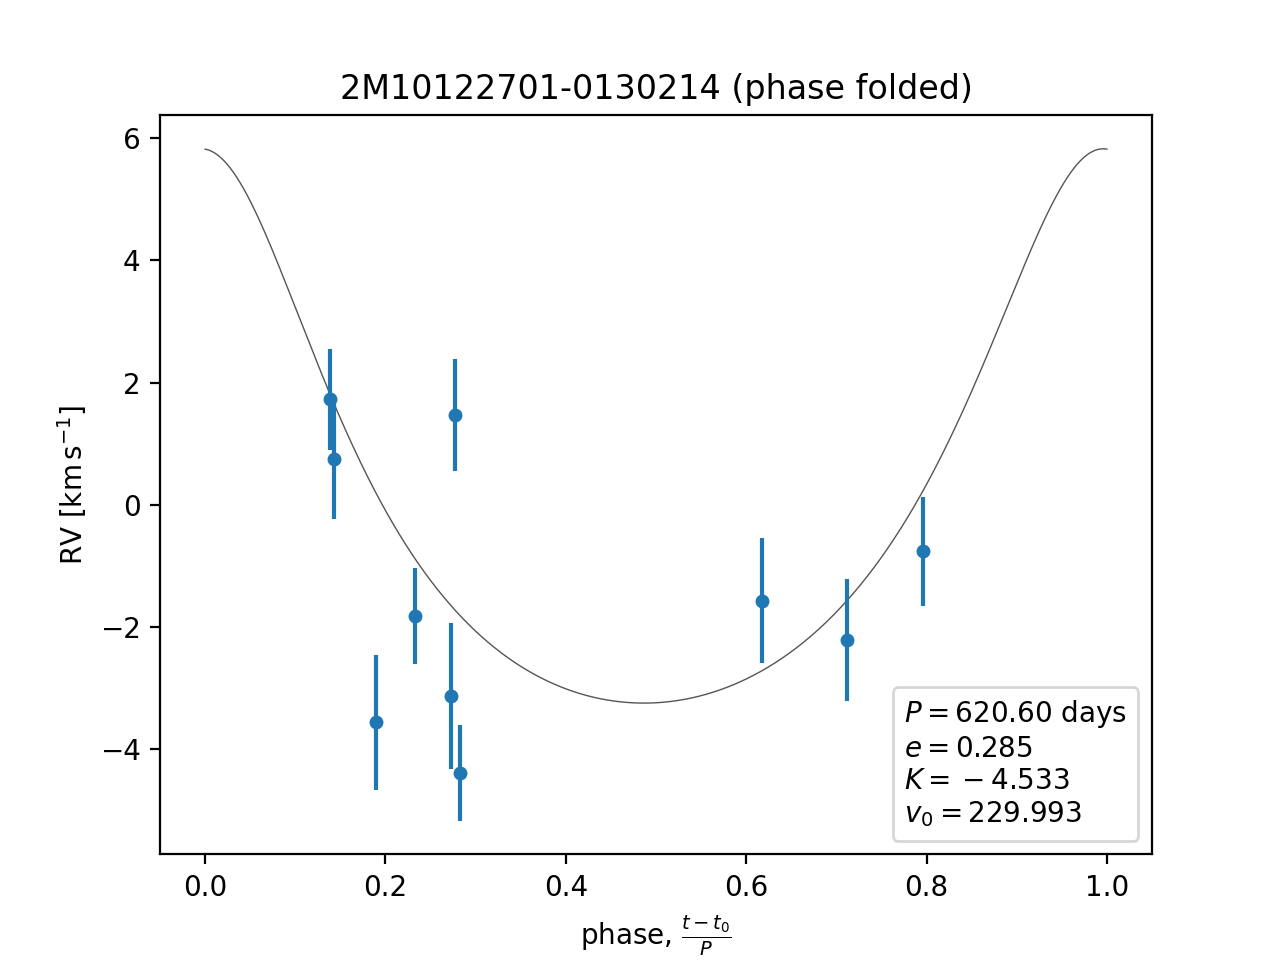 2M10122701-0130214 (phase folded)
6
4
2
0
−2
−4
RV [km s⁻¹]
P = 620.60 days
e = 0.285
K = −4.533
v₀ = 229.993
0.0 0.2 0.4 0.6 0.8 1.0
phase, (t − t₀)/P